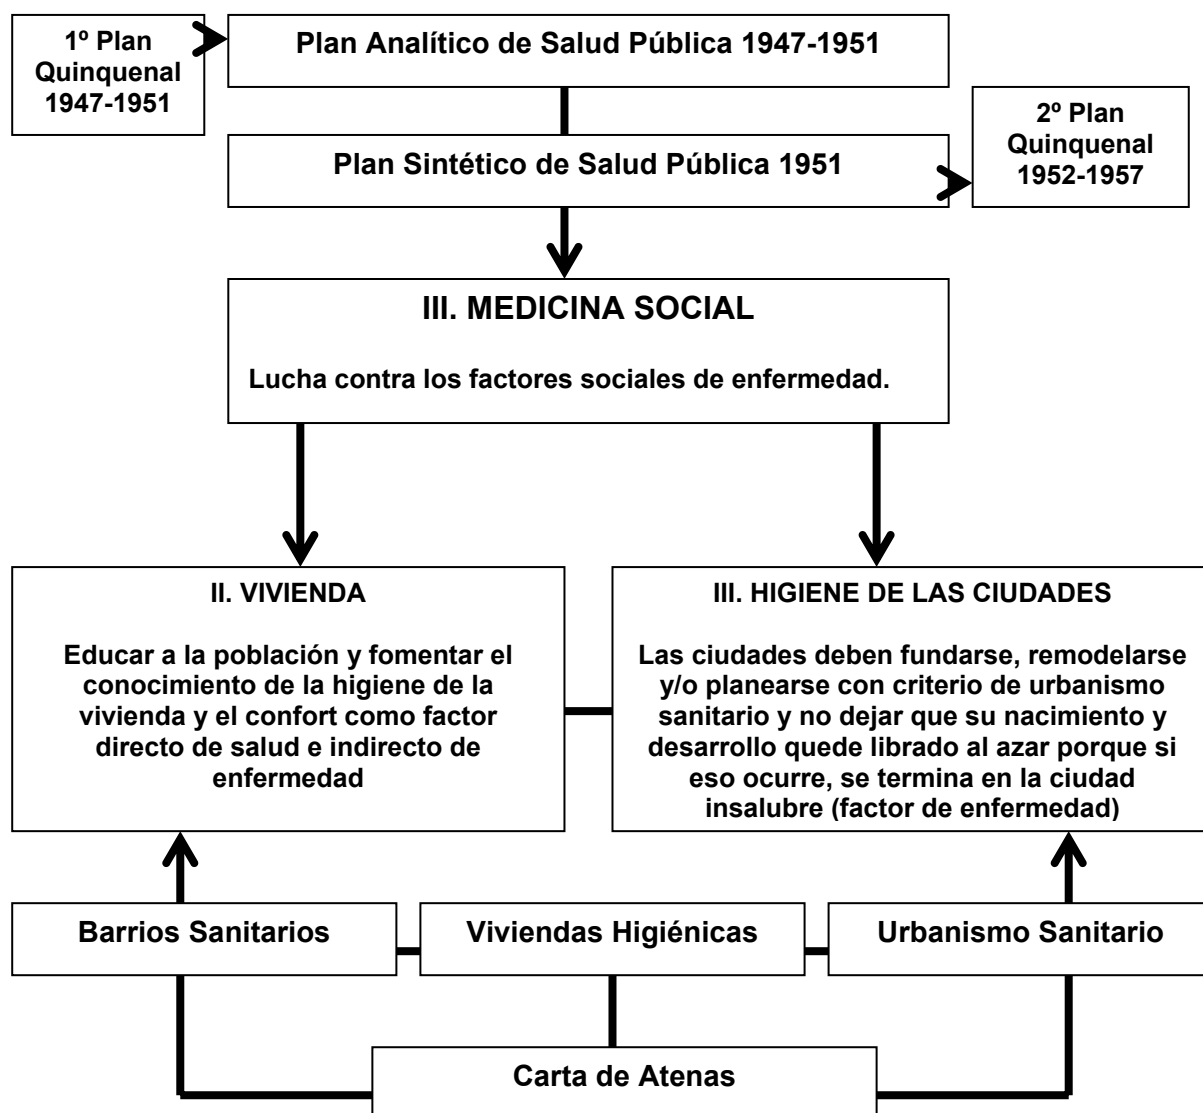 1º Plan
Quinquenal
1947-1951
Plan Analítico de Salud Pública 1947-1951
Plan Sintético de Salud Pública 1951
2º Plan
Quinquenal
1952-1957
III. MEDICINA SOCIAL
Lucha contra los factores sociales de enfermedad.
II. VIVIENDA
Educar a la población y fomentar el
conocimiento de la higiene de la
vivienda y el confort como factor
directo de salud e indirecto de
enfermedad
III. HIGIENE DE LAS CIUDADES
Las ciudades deben fundarse, remodelarse
y/o planearse con criterio de urbanismo
sanitario y no dejar que su nacimiento y
desarrollo quede librado al azar porque si
eso ocurre, se termina en la ciudad
insalubre (factor de enfermedad)
Barrios Sanitarios
Viviendas Higiénicas
Urbanismo Sanitario
Carta de Atenas